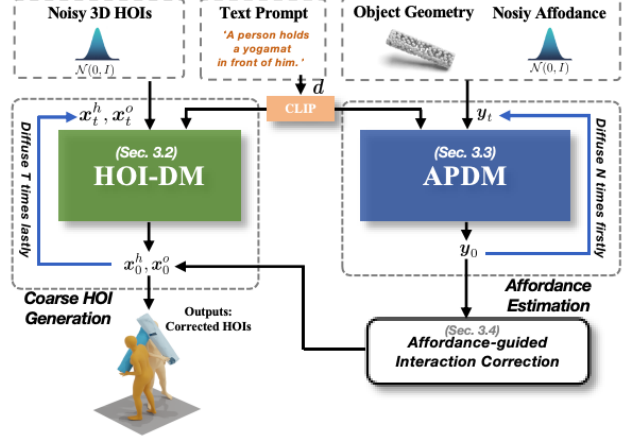 Noisy 3D HOIs
Text Prompt
Object Geometry
Nosiy Affodance
'A person holds
a yogamat
in front of him. '
𝒩(0, I)
𝒩(0, I)
d
CLIP
x_t^h, x_t^o
y_t
Diffuse T times lastly
(Sec. 3.2)
HOI-DM
(Sec. 3.3)
APDM
Diffuse N times firstly
x_0^h, x_0^o
y_0
Coarse HOI
Generation
Affordance
Estimation
Outputs:
Corrected HOIs
(Sec. 3.4)
Affordance-guided
Interaction Correction